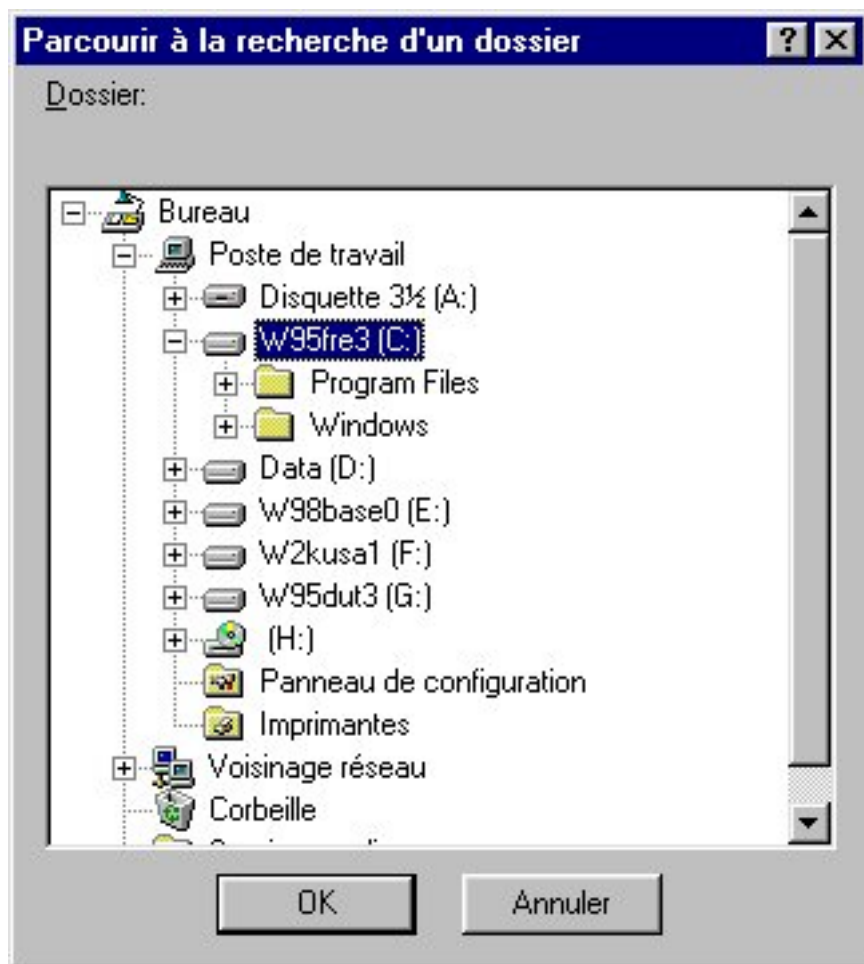 Parcourir à la recherche d'un dossier
Dossier:
Bureau
Poste de travail
Disquette 3½ (A:)
W95fre3 (C:)
Program Files
Windows
Data (D:)
W98base0 (E:)
W2kusa1 (F:)
W95dut3 (G:)
(H:)
Panneau de configuration
Imprimantes
Voisinage réseau
Corbeille
OK Annuler